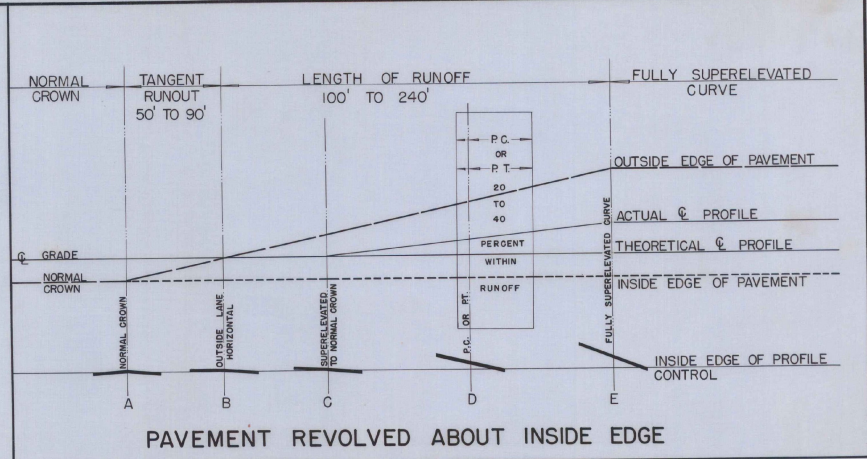 NORMAL CROWN
TANGENT RUNOUT
50' TO 90'
LENGTH OF RUNOFF
100' TO 240'
FULLY SUPERELEVATED CURVE
P.C.
OR
P.T.
20
TO
40
PERCENT
WITHIN
RUNOFF
OUTSIDE EDGE OF PAVEMENT
ACTUAL ℄ PROFILE
THEORETICAL ℄ PROFILE
INSIDE EDGE OF PAVEMENT
℄ GRADE
NORMAL CROWN
NORMAL CROWN
OUTSIDE LANE HORIZONTAL
SUPERELEVATED TO NORMAL CROWN
P.C. OR P.T.
FULLY SUPERELEVATED CURVE
INSIDE EDGE OF PROFILE CONTROL
A B C D E
PAVEMENT REVOLVED ABOUT INSIDE EDGE